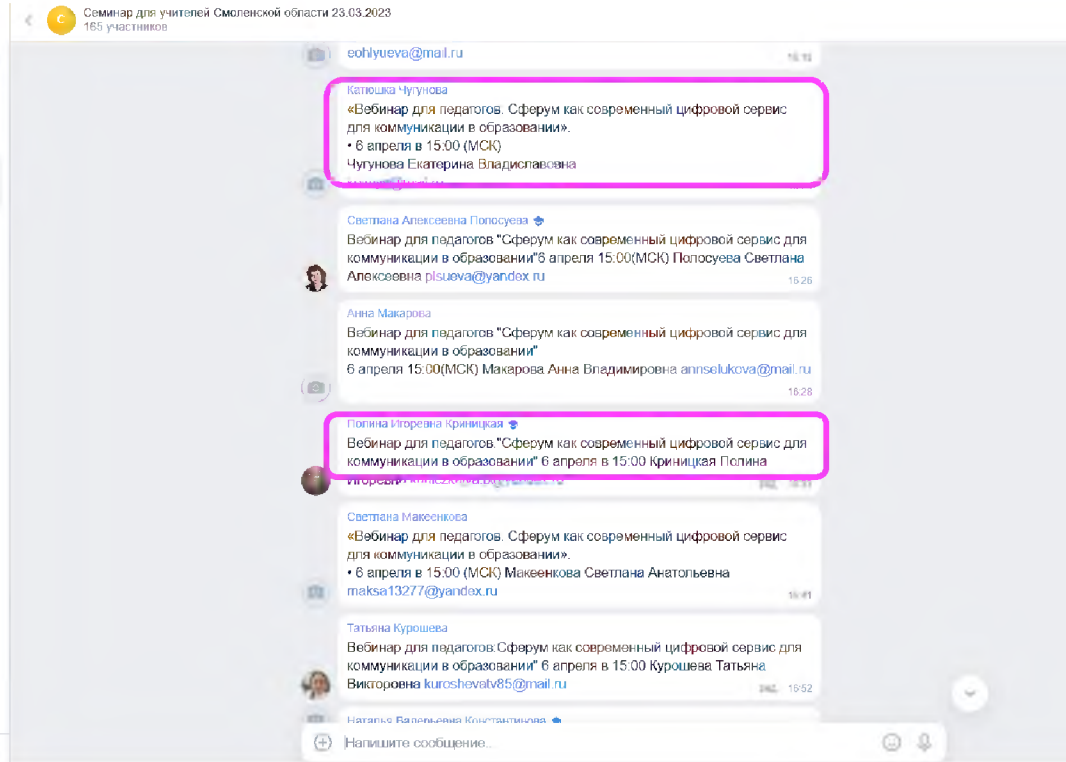 Семинар для учителей Смоленской области 23.03.2023
165 участников
eohlyueva@mail.ru
Катюшка Чугунова
«Вебинар для педагогов. Сферум как современный цифровой сервис
для коммуникации в образовании».
• 6 апреля в 15:00 (МСК)
Чугунова Екатерина Владиславовна
Светлана Алексеевна Полосуева
Вебинар для педагогов "Сферум как современный цифровой сервис для
коммуникации в образовании"6 апреля 15:00(МСК) Полосуева Светлана
Алексеевна plsueva@yandex.ru
16:26
Анна Макарова
Вебинар для педагогов "Сферум как современный цифровой сервис для
коммуникации в образовании"
6 апреля 15:00(МСК) Макарова Анна Владимировна annselukova@mail.ru
16:28
Полина Игоревна Криницкая
Вебинар для педагогов."Сферум как современный цифровой сервис для
коммуникации в образовании" 6 апреля в 15:00 Криницкая Полина
Светлана Макеенкова
«Вебинар для педагогов. Сферум как современный цифровой сервис
для коммуникации в образовании».
• 6 апреля в 15:00 (МСК) Макеенкова Светлана Анатольевна
maksa13277@yandex.ru
16:41
Татьяна Курошева
Вебинар для педагогов:Сферум как современный цифровой сервис для
коммуникации в образовании" 6 апреля в 15:00 Курошева Татьяна
Викторовна kuroshevatv85@mail.ru
ред. 16:52
Наталья Валерьевна Константинова
Напишите сообщение...